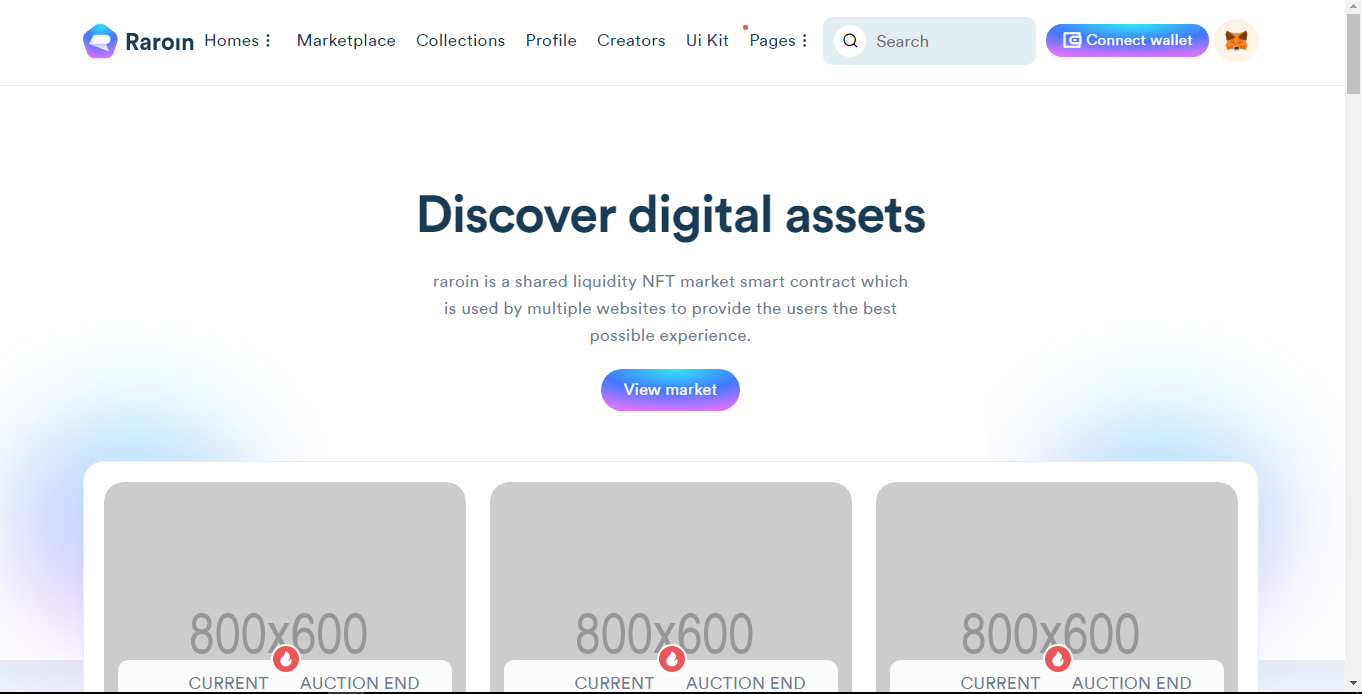 Raroin Homes Marketplace Collections Profile Creators Ui Kit Pages Search Connect wallet
Discover digital assets
raroin is a shared liquidity NFT market smart contract which
is used by multiple websites to provide the users the best
possible experience.
View market
800x600 800x600 800x600
CURRENT AUCTION END CURRENT AUCTION END CURRENT AUCTION END